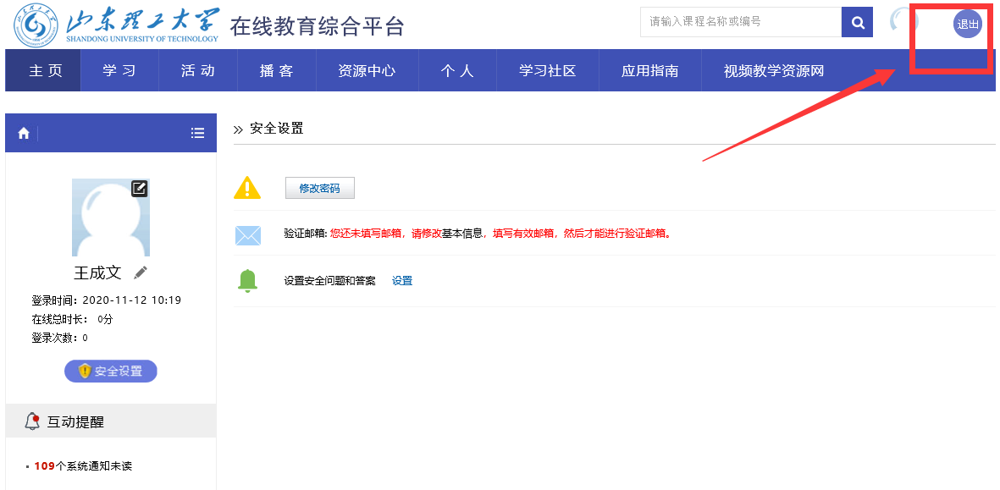 山东理工大学
SHANDONG UNIVERSITY OF TECHNOLOGY
在线教育综合平台
请输入课程名称或编号
退出
主 页 学 习 活 动 播 客 资源中心 个 人 学习社区 应用指南 视频教学资源网
安全设置
修改密码
验证邮箱: 您还未填写邮箱，请修改基本信息，填写有效邮箱，然后才能进行验证邮箱。
设置安全问题和答案 设置
王成文
登录时间：2020-11-12 10:19
在线总时长： 0分
登录次数：0
安全设置
互动提醒
109个系统通知未读